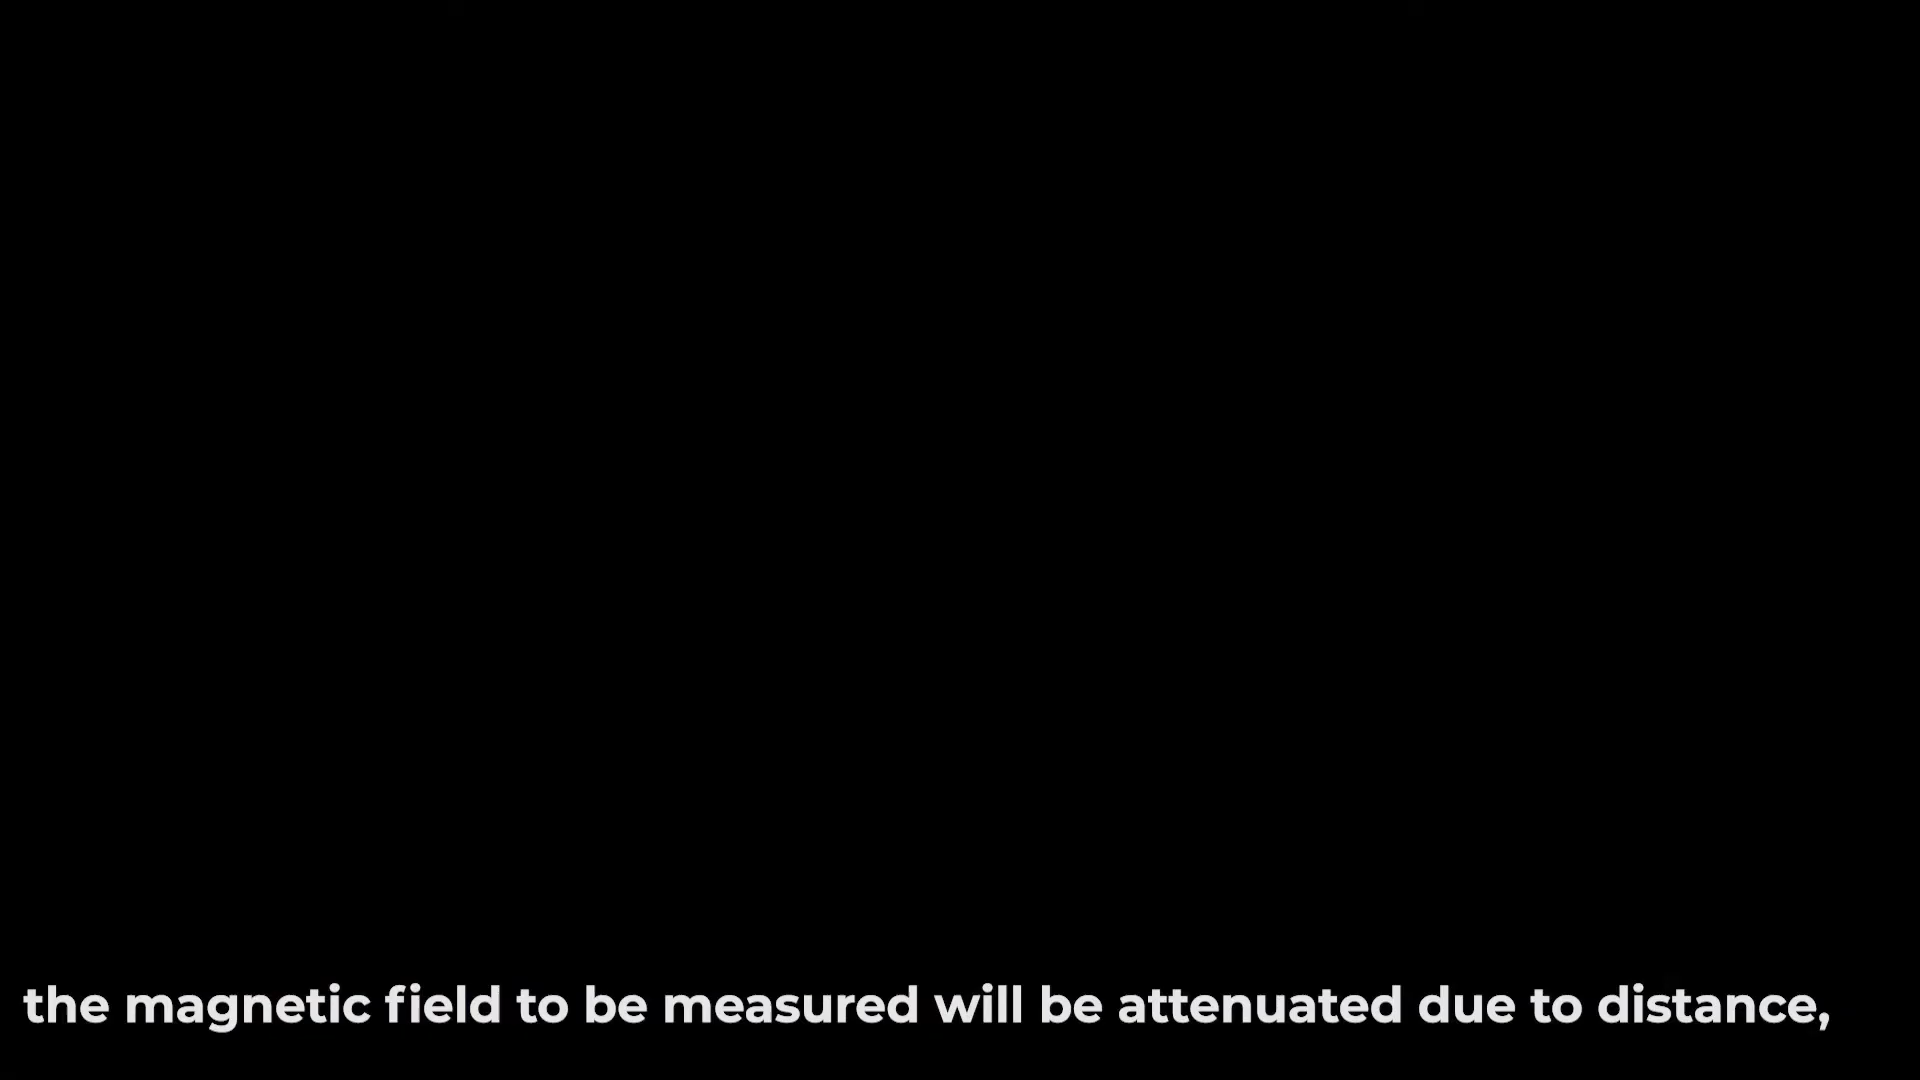 the magnetic field to be measured will be attenuated due to distance,